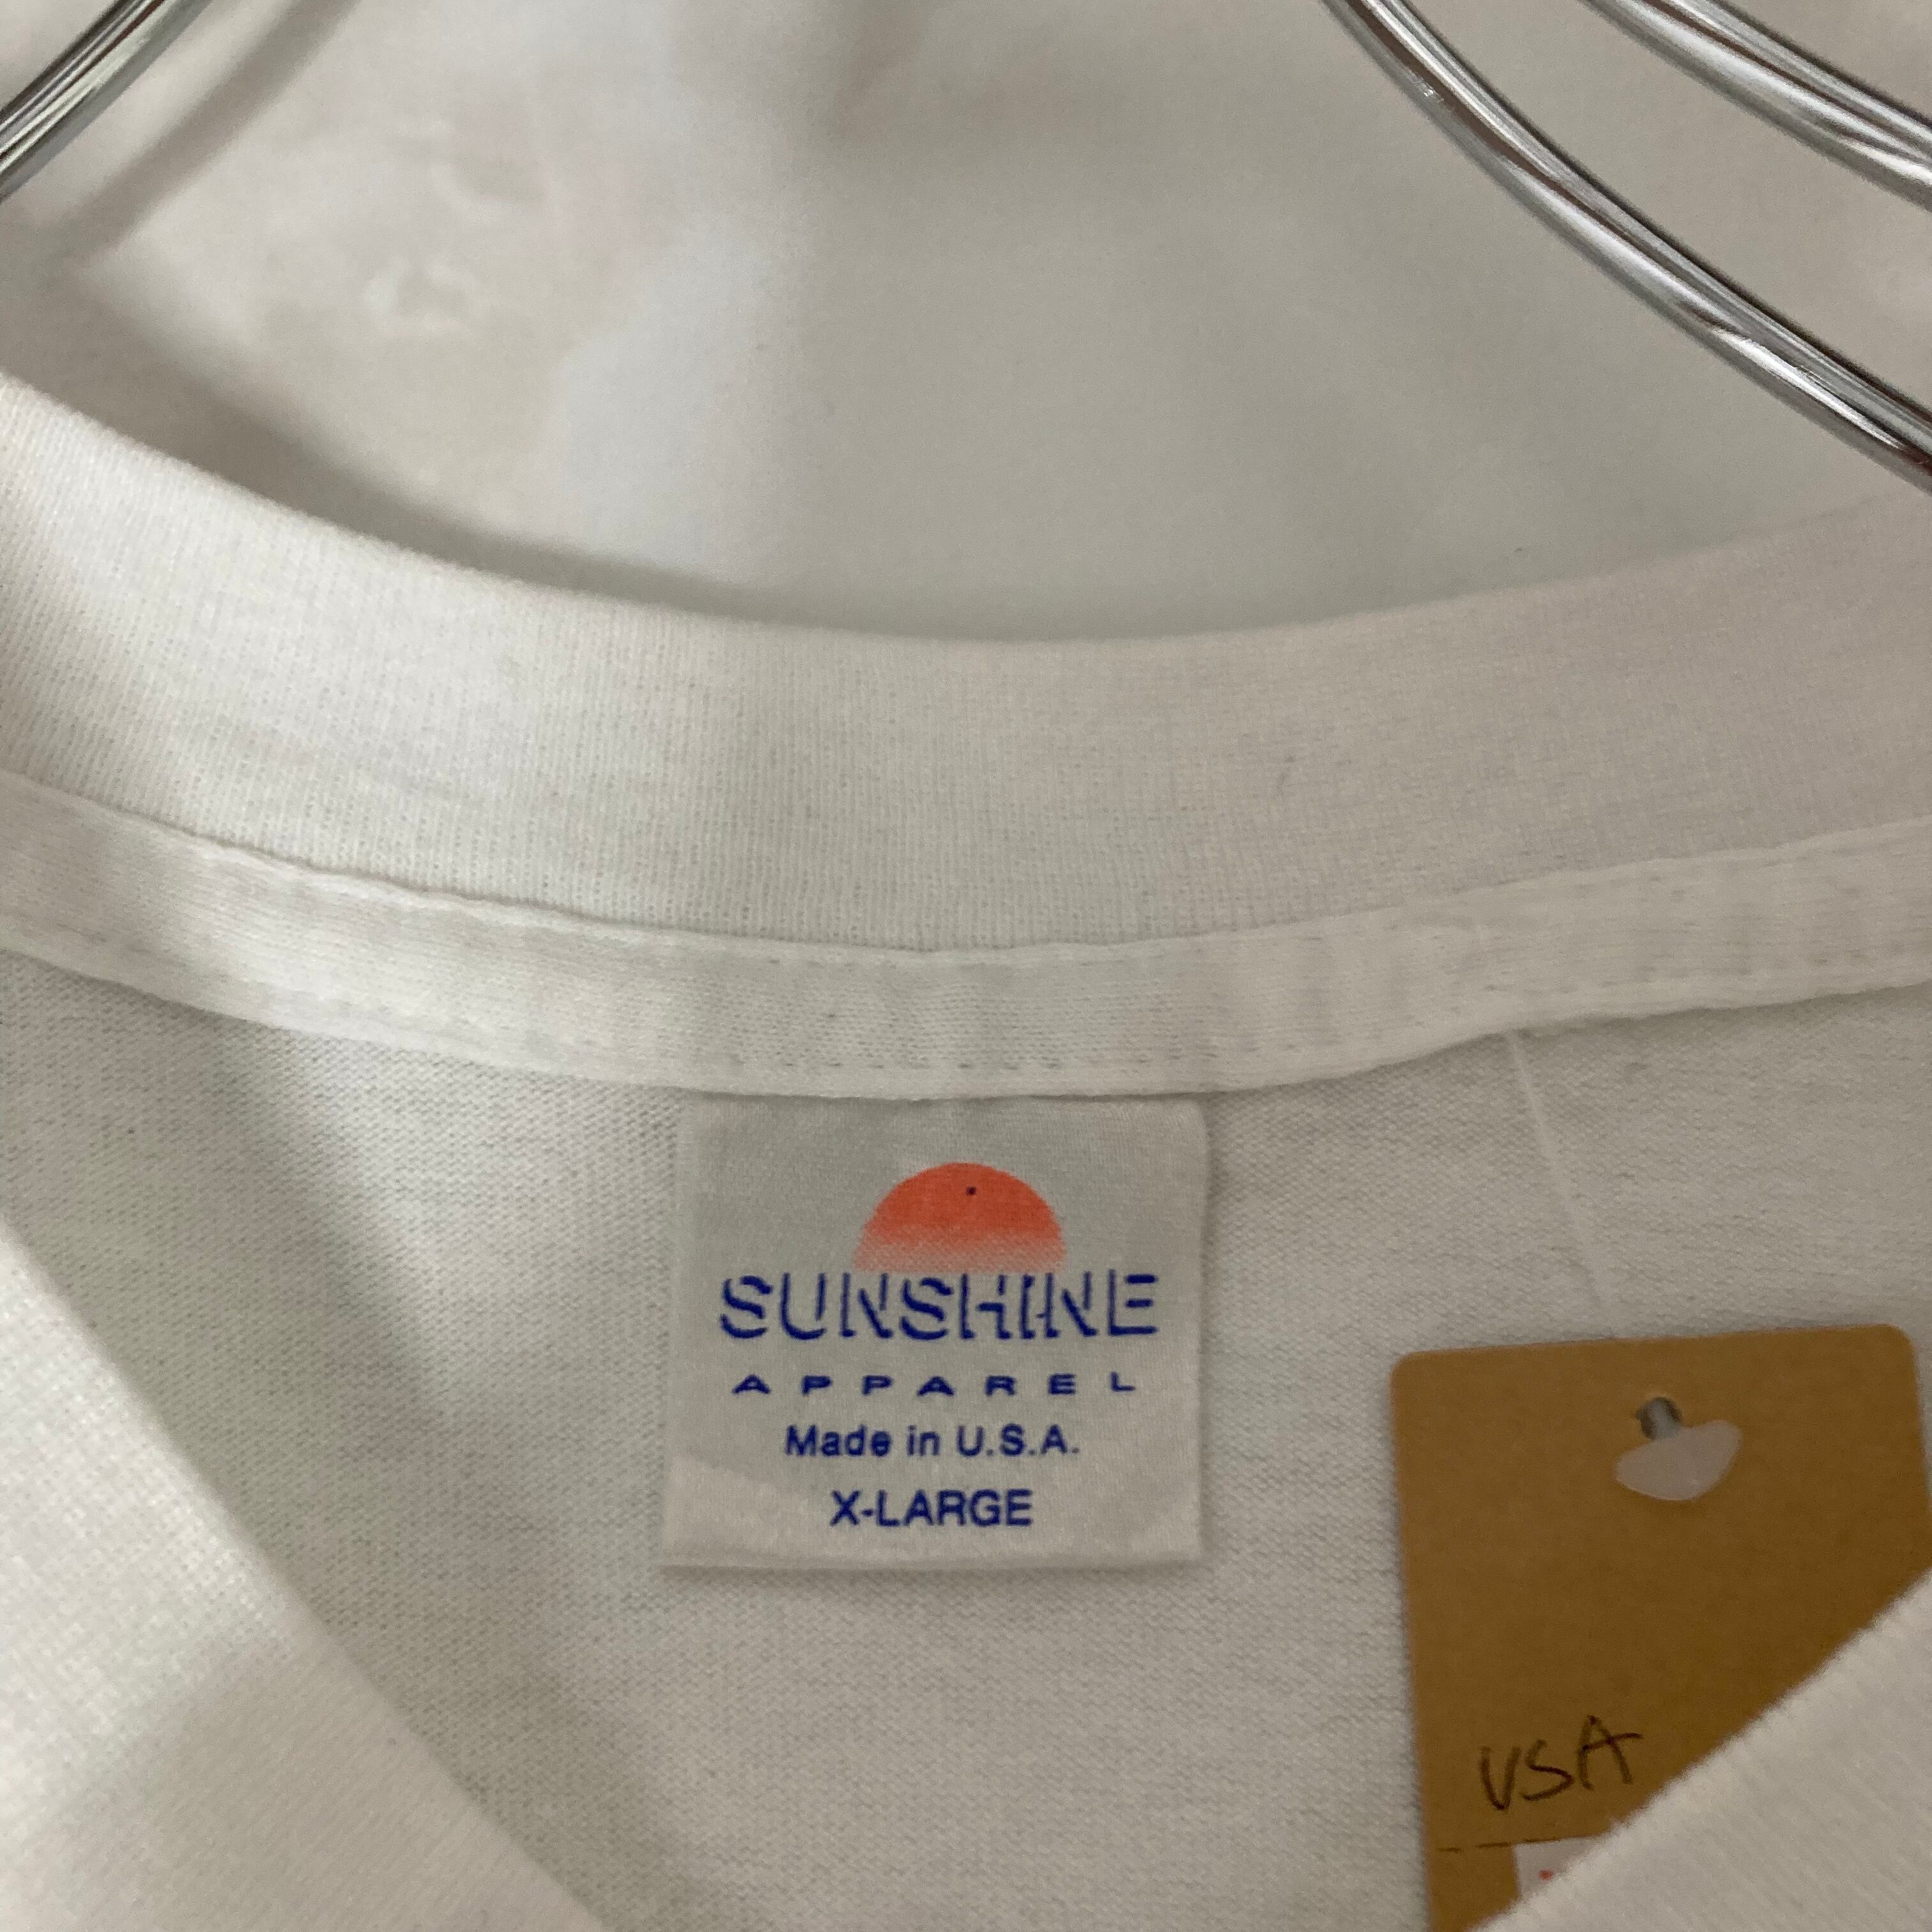 SUNSHINE
APPAREL
Made in U.S.A.
X-LARGE
USA